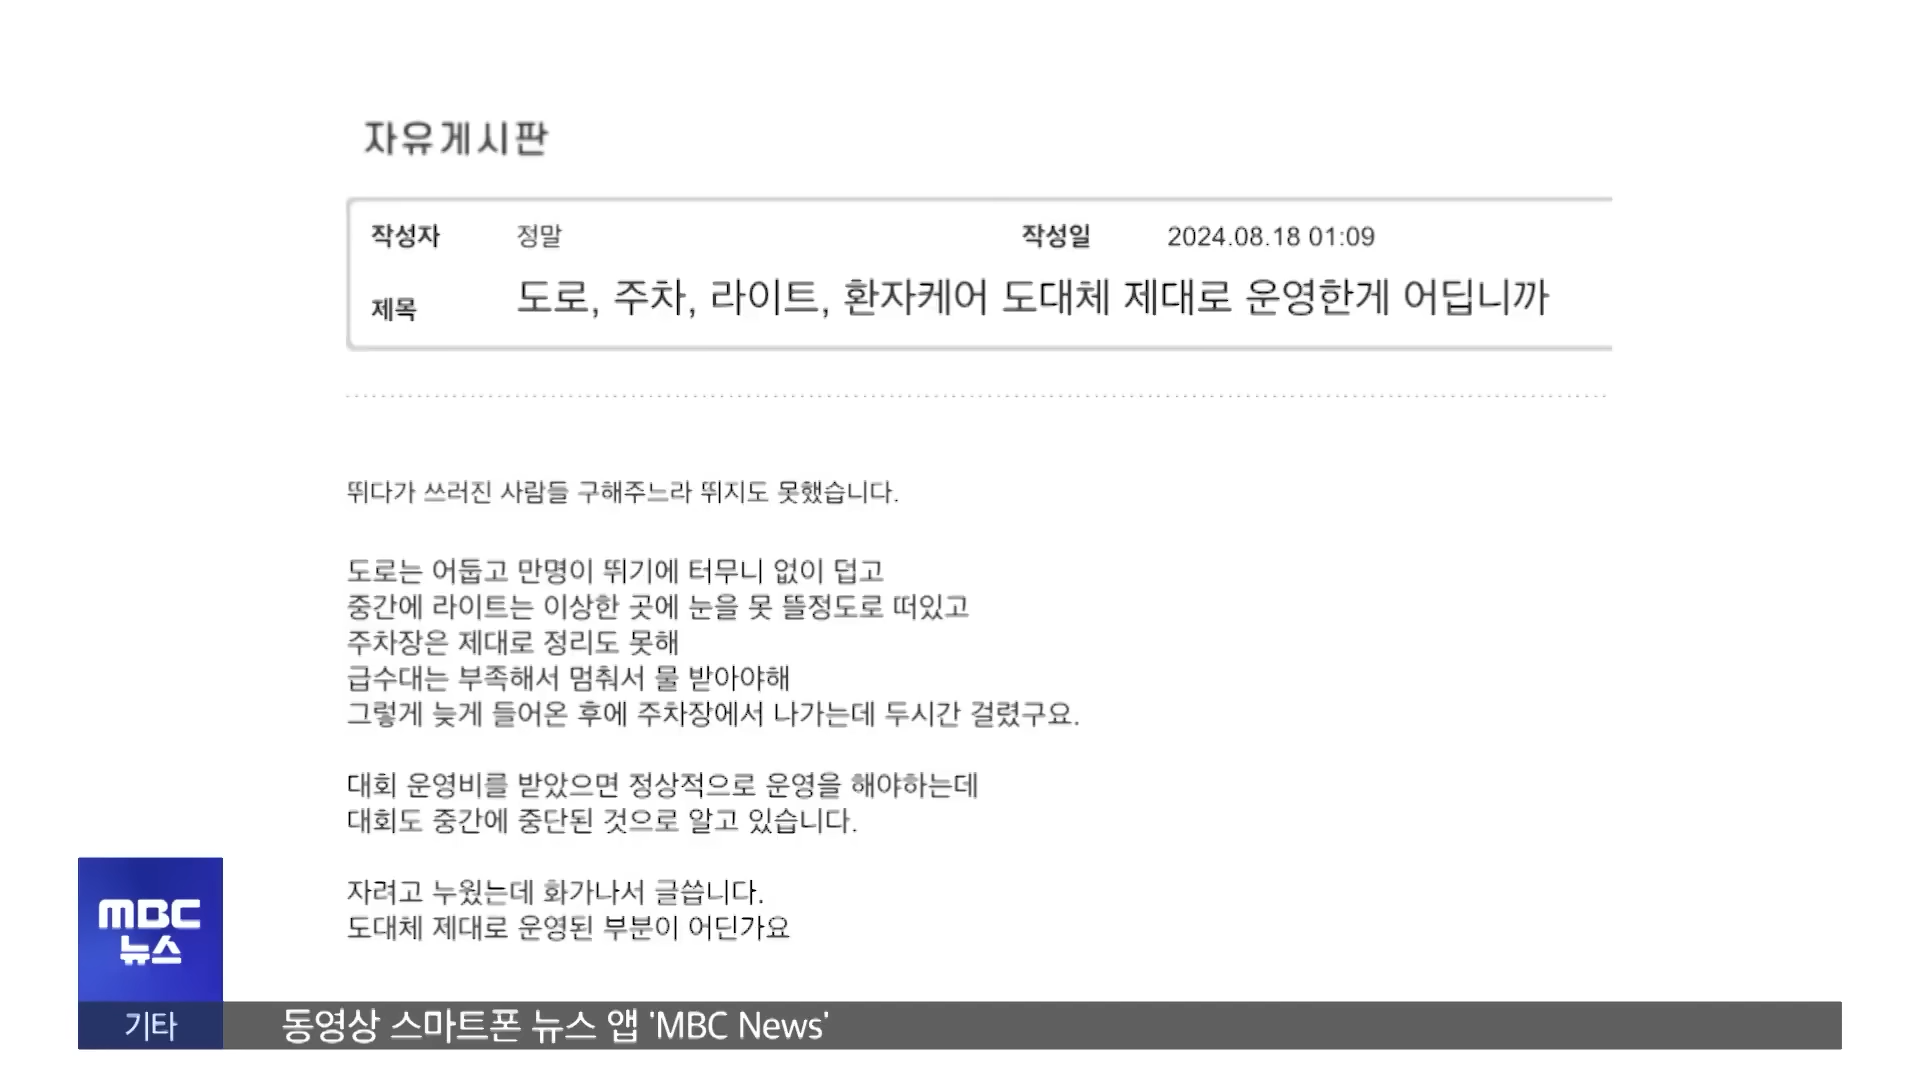 자유게시판
작성자 정말 작성일 2024.08.18 01:09
제목 도로, 주차, 라이트, 환자케어 도대체 제대로 운영한게 어딥니까
뛰다가 쓰러진 사람들 구해주느라 뛰지도 못했습니다.
도로는 어둡고 만명이 뛰기에 터무니 없이 덥고
중간에 라이트는 이상한 곳에 눈을 못 뜰정도로 떠있고
주차장은 제대로 정리도 못해
급수대는 부족해서 멈춰서 물 받아야해
그렇게 늦게 들어온 후에 주차장에서 나가는데 두시간 걸렸구요.
대회 운영비를 받았으면 정상적으로 운영을 해야하는데
대회도 중간에 중단된 것으로 알고 있습니다.
자려고 누웠는데 화가나서 글씁니다.
도대체 제대로 운영된 부분이 어딘가요
MBC
뉴스
기타 동영상 스마트폰 뉴스 앱 'MBC News'